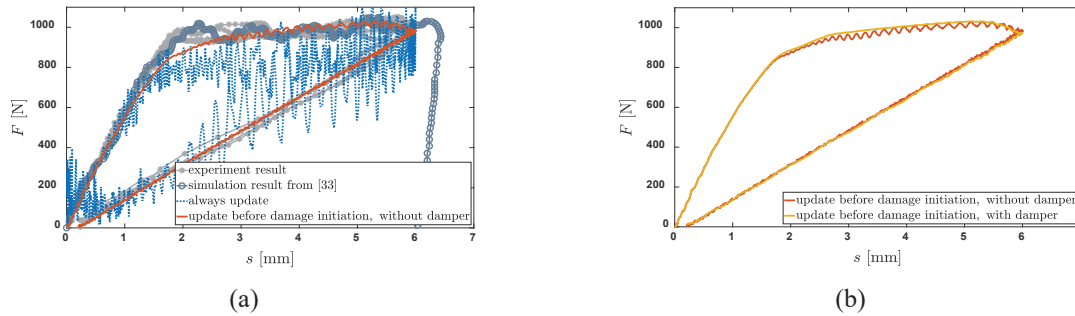 1000
800
600
400
200
0
F [N]
0 1 2 3 4 5 6 7
s [mm]
experiment result
simulation result from [33]
always update
update before damage initiation, without damper
(a)
1000
800
600
400
200
0
F [N]
0 1 2 3 4 5 6 7
s [mm]
update before damage initiation, without damper
update before damage initiation, with damper
(b)